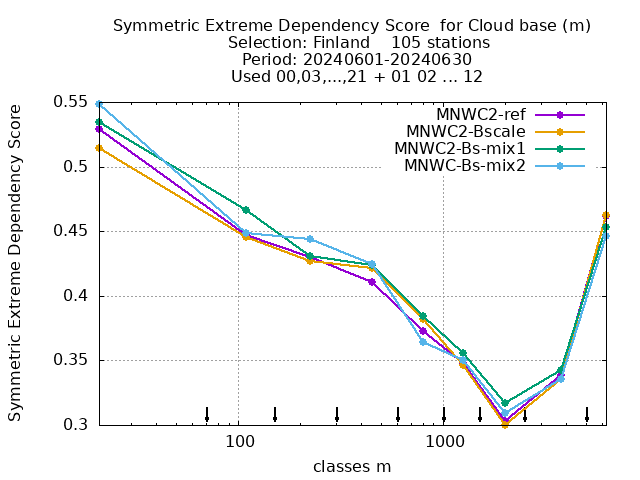 Symmetric Extreme Dependency Score  for Cloud base (m)
Selection: Finland    105 stations
Period: 20240601-20240630
Used 00,03,...,21 + 01 02 ... 12
Symmetric Extreme Dependency Score
0.55
0.5
0.45
0.4
0.35
0.3
MNWC2-ref
MNWC2-Bscale
MNWC2-Bs-mix1
MNWC-Bs-mix2
100
1000
classes m